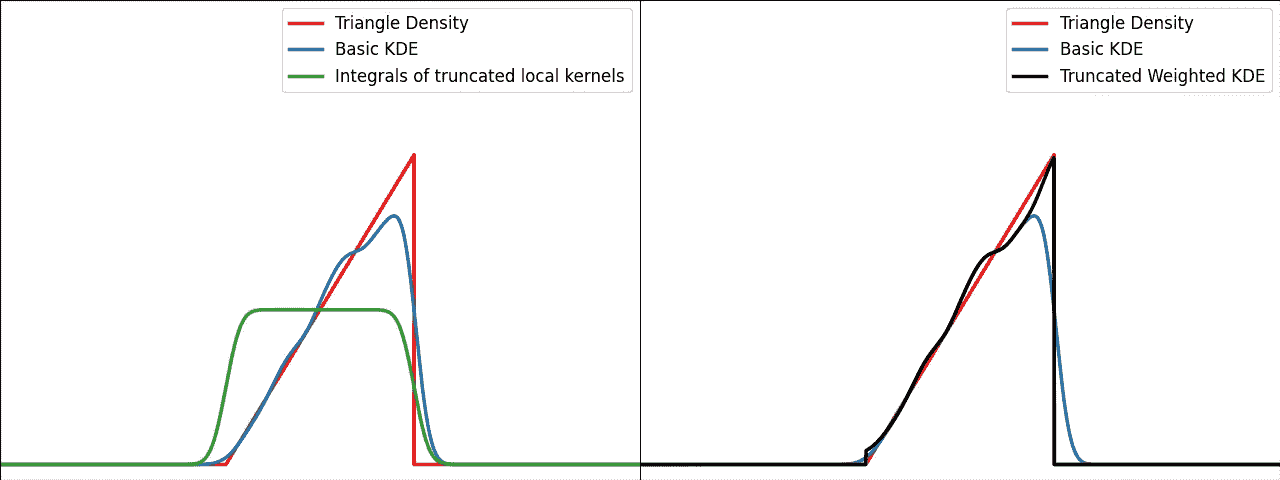 Triangle Density
Basic KDE
Integrals of truncated local kernels
Triangle Density
Basic KDE
Truncated Weighted KDE